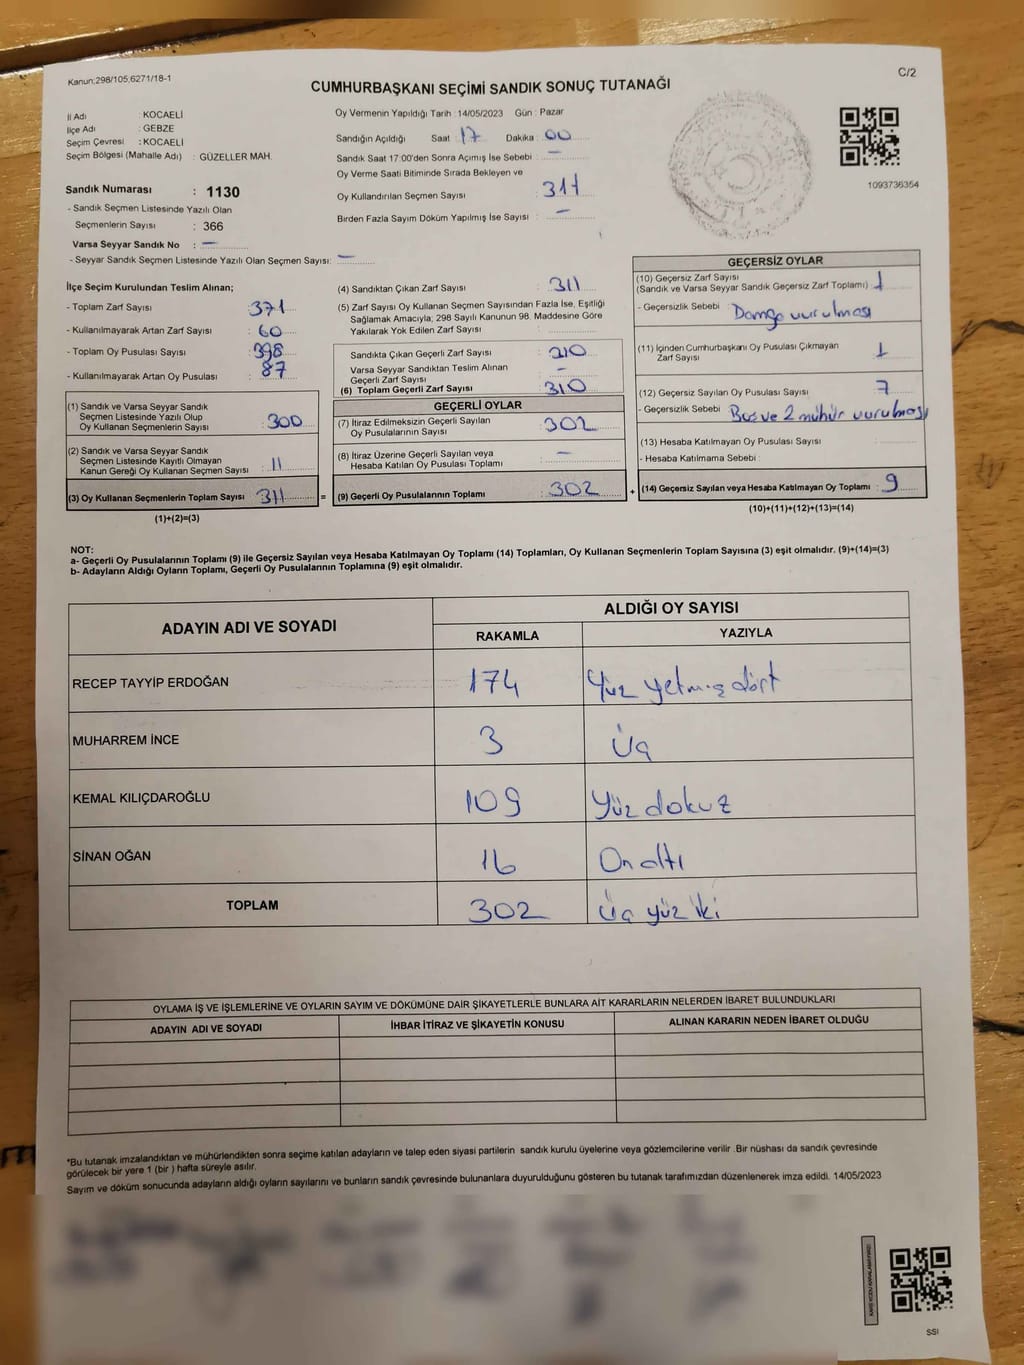 Kanun:298/105,6271/18-1
C/2
CUMHURBAŞKANI SEÇİMİ SANDIK SONUÇ TUTANAĞI
İl Adı : KOCAELİ
İlçe Adı : GEBZE
Seçim Çevresi : KOCAELİ
Seçim Bölgesi (Mahalle Adı) : GÜZELLER MAH.
Sandık Numarası : 1130
- Sandık Seçmen Listesinde Yazılı Olan
Seçmenlerin Sayısı : 366
Varsa Seyyar Sandık No : —
- Seyyar Sandık Seçmen Listesinde Yazılı Olan Seçmen Sayısı: —
Oy Vermenin Yapıldığı Tarih :14/05/2023 Gün : Pazar
Sandığın Açıldığı Saat 17 Dakika : 00
Sandık Saat 17:00'den Sonra Açımış İse Sebebi : —
Oy Verme Saati Bitiminde Sırada Bekleyen ve
Oy Kullandırılan Seçmen Sayısı : 311
Birden Fazla Sayım Döküm Yapılmış İse Sayısı : —
1093736354
İlçe Seçim Kurulundan Teslim Alınan;
- Toplam Zarf Sayısı : 371
- Kullanılmayarak Artan Zarf Sayısı : 60
- Toplam Oy Pusulası Sayısı : 398
- Kullanılmayarak Artan Oy Pusulası : 87
(1) Sandık ve Varsa Seyyar Sandık
Seçmen Listesinde Yazılı Olup
Oy Kullanan Seçmenlerin Sayısı : 300
(2) Sandık ve Varsa Seyyar Sandık
Seçmen Listesinde Kayıtlı Olmayan
Kanun Gereği Oy Kullanan Seçmen Sayısı : 11
(3) Oy Kullanan Seçmenlerin Toplam Sayısı : 311
(1)+(2)=(3)
(4) Sandıktan Çıkan Zarf Sayısı : 311
(5) Zarf Sayısı Oy Kullanan Seçmen Sayısından Fazla İse, Eşitliği
Sağlamak Amacıyla; 298 Sayılı Kanunun 98. Maddesine Göre
Yakılarak Yok Edilen Zarf Sayısı : —
Sandıkta Çıkan Geçerli Zarf Sayısı : 310
Varsa Seyyar Sandıktan Teslim Alınan
Geçerli Zarf Sayısı : —
(6) Toplam Geçerli Zarf Sayısı : 310
GEÇERLİ OYLAR
(7) İtiraz Edilmeksizin Geçerli Sayılan
Oy Pusulalarının Sayısı : 302
(8) İtiraz Üzerine Geçerli Sayılan veya
Hesaba Katılan Oy Pusulası Toplamı : —
= (9) Geçerli Oy Pusulalarının Toplamı : 302 +
GEÇERSİZ OYLAR
(10) Geçersiz Zarf Sayısı
(Sandık ve Varsa Seyyar Sandık Geçersiz Zarf Toplamı) : 1
- Geçersizlik Sebebi : Damga vurulması
(11) İçinden Cumhurbaşkanı Oy Pusulası Çıkmayan
Zarf Sayısı : 1
(12) Geçersiz Sayılan Oy Pusulası Sayısı : 7
- Geçersizlik Sebebi : Boş ve 2 mühür vurulması
(13) Hesaba Katılmayan Oy Pusulası Sayısı :
- Hesaba Katılmama Sebebi :
(14) Geçersiz Sayılan veya Hesaba Katılmayan Oy Toplamı : 9
(10)+(11)+(12)+(13)=(14)
NOT:
a- Geçerli Oy Pusulalarının Toplamı (9) ile Geçersiz Sayılan veya Hesaba Katılmayan Oy Toplamı (14) Toplamları, Oy Kullanan Seçmenlerin Toplam Sayısına (3) eşit olmalıdır. (9)+(14)=(3)
b- Adayların Aldığı Oyların Toplamı, Geçerli Oy Pusulalarının Toplamına (9) eşit olmalıdır.
ADAYIN ADI VE SOYADI
ALDIĞI OY SAYISI
RAKAMLA YAZIYLA
RECEP TAYYİP ERDOĞAN 174 Yüz yetmiş dört
MUHARREM İNCE 3 Üç
KEMAL KILIÇDAROĞLU 109 Yüz dokuz
SİNAN OĞAN 16 On altı
TOPLAM 302 Üç yüz iki
OYLAMA İŞ VE İŞLEMLERİNE VE OYLARIN SAYIM VE DÖKÜMÜNE DAİR ŞİKAYETLERLE BUNLARA AİT KARARLARIN NELERDEN İBARET BULUNDUKLARI
ADAYIN ADI VE SOYADI İHBAR İTİRAZ VE ŞİKAYETİN KONUSU ALINAN KARARIN NEDEN İBARET OLDUĞU
*Bu tutanak imzalandıktan ve mühürlendikten sonra seçime katılan adayların ve talep eden siyasi partilerin sandık kurulu üyelerine veya gözlemcilerine verilir .Bir nüshası da sandık çevresinde
görülecek bir yere 1 (bir ) hafta süreyle asılır.
Sayım ve döküm sonucunda adayların aldığı oyların sayılarını ve bunların sandık çevresinde bulunanlara duyurulduğunu gösteren bu tutanak tarafımızdan düzenlenerek imza edildi. 14/05/2023
SSI